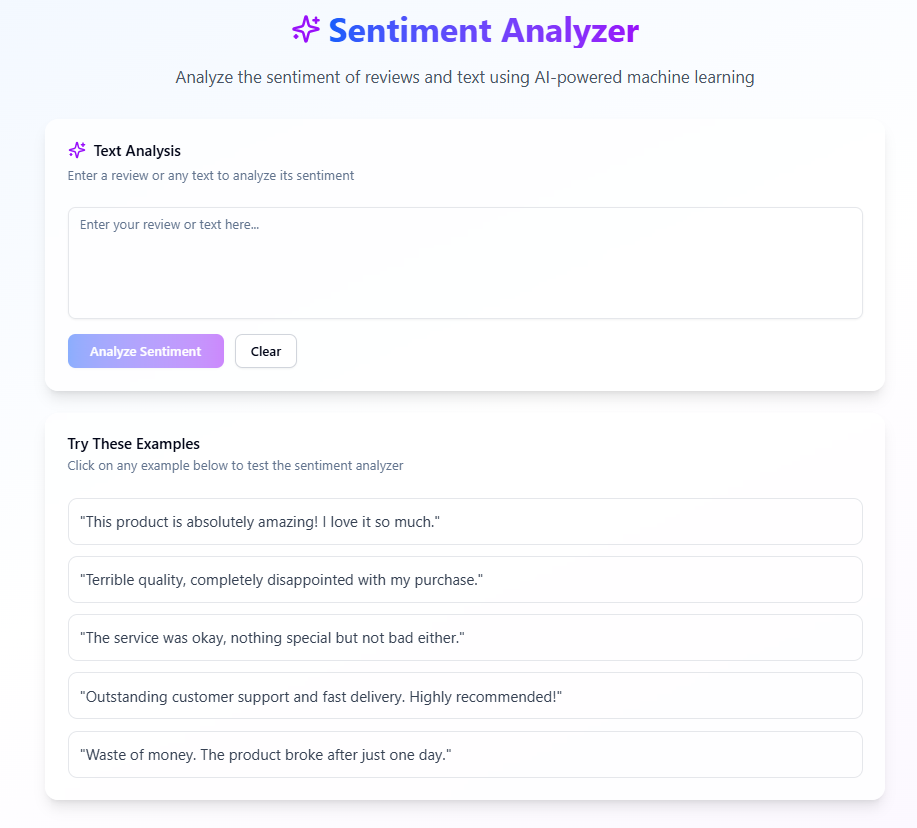 Sentiment Analyzer
Analyze the sentiment of reviews and text using AI-powered machine learning
Text Analysis
Enter a review or any text to analyze its sentiment
Enter your review or text here...
Analyze Sentiment
Clear
Try These Examples
Click on any example below to test the sentiment analyzer
"This product is absolutely amazing! I love it so much."
"Terrible quality, completely disappointed with my purchase."
"The service was okay, nothing special but not bad either."
"Outstanding customer support and fast delivery. Highly recommended!"
"Waste of money. The product broke after just one day."